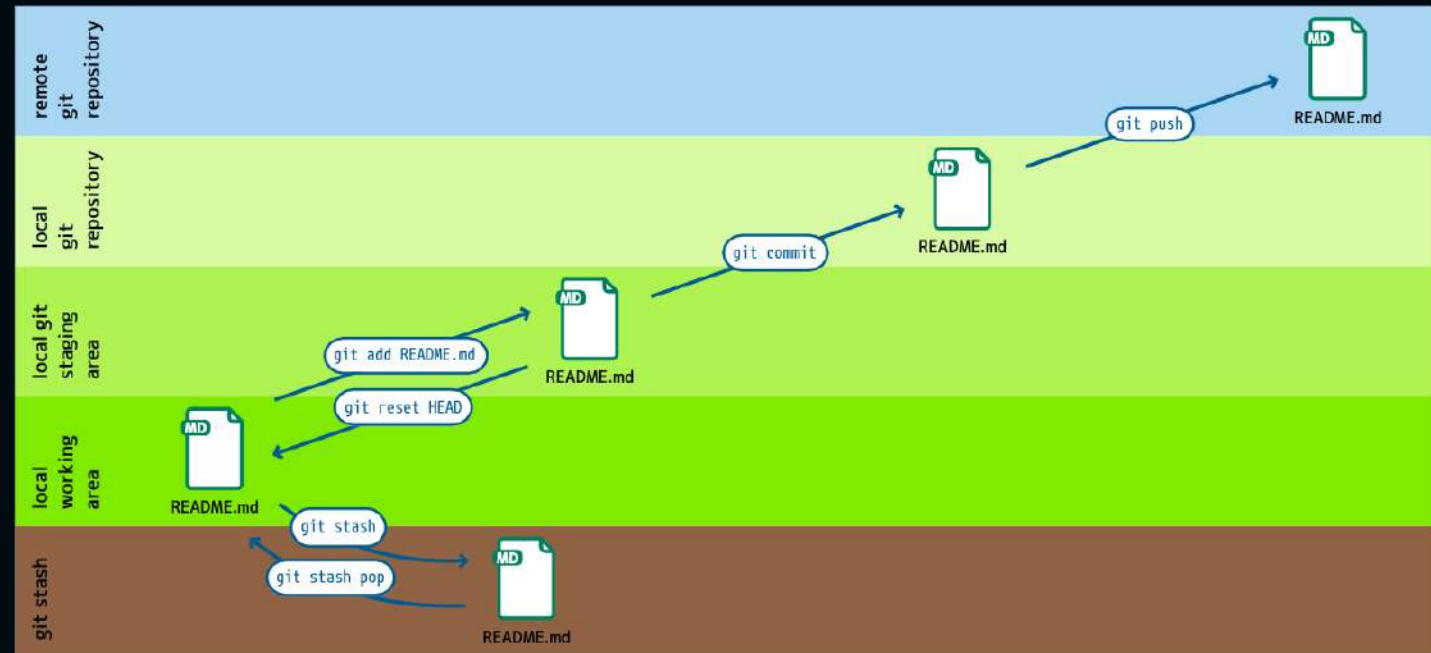 remote
git
repository
MD
README.md
git push
local
git
repository
MD
README.md
git commit
local git
staging
area
MD
README.md
git add README.md
git reset HEAD
local
working
area
MD
README.md
git stash
git stash pop
git stash
MD
README.md